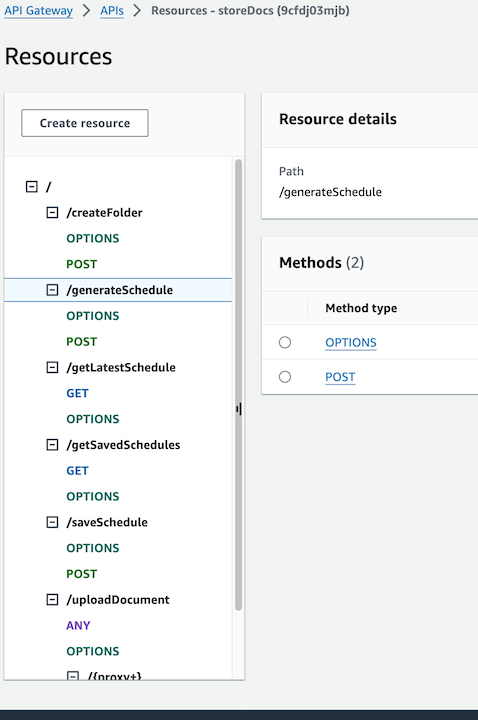 API Gateway > APIs > Resources - storeDocs (9cfdj03mjb)
Resources
Create resource
/
/createFolder
OPTIONS
POST
/generateSchedule
OPTIONS
POST
/getLatestSchedule
GET
OPTIONS
/getSavedSchedules
GET
OPTIONS
/saveSchedule
OPTIONS
POST
/uploadDocument
ANY
OPTIONS
/{proxy+}
Resource details
Path
/generateSchedule
Methods (2)
Method type
OPTIONS
POST